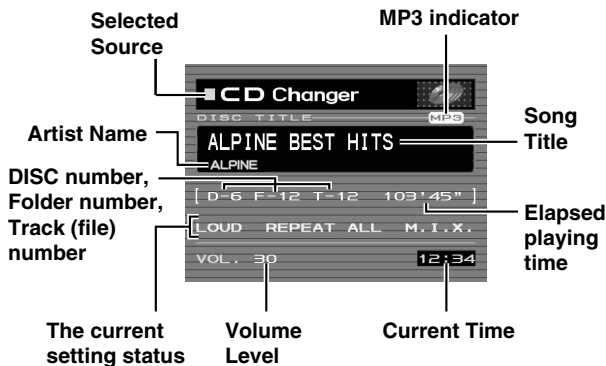 Selected
Source
MP3 indicator
CD Changer
DISC TITLE
MP3
Song
Title
Artist Name
ALPINE BEST HITS
ALPINE
DISC number,
Folder number,
Track (file)
number
[ D-6 F-12 T-12 103'45" ]
Elapsed
playing
time
LOUD REPEAT ALL M.I.X.
VOL. 30
12:34
The current
setting status
Volume
Level
Current Time